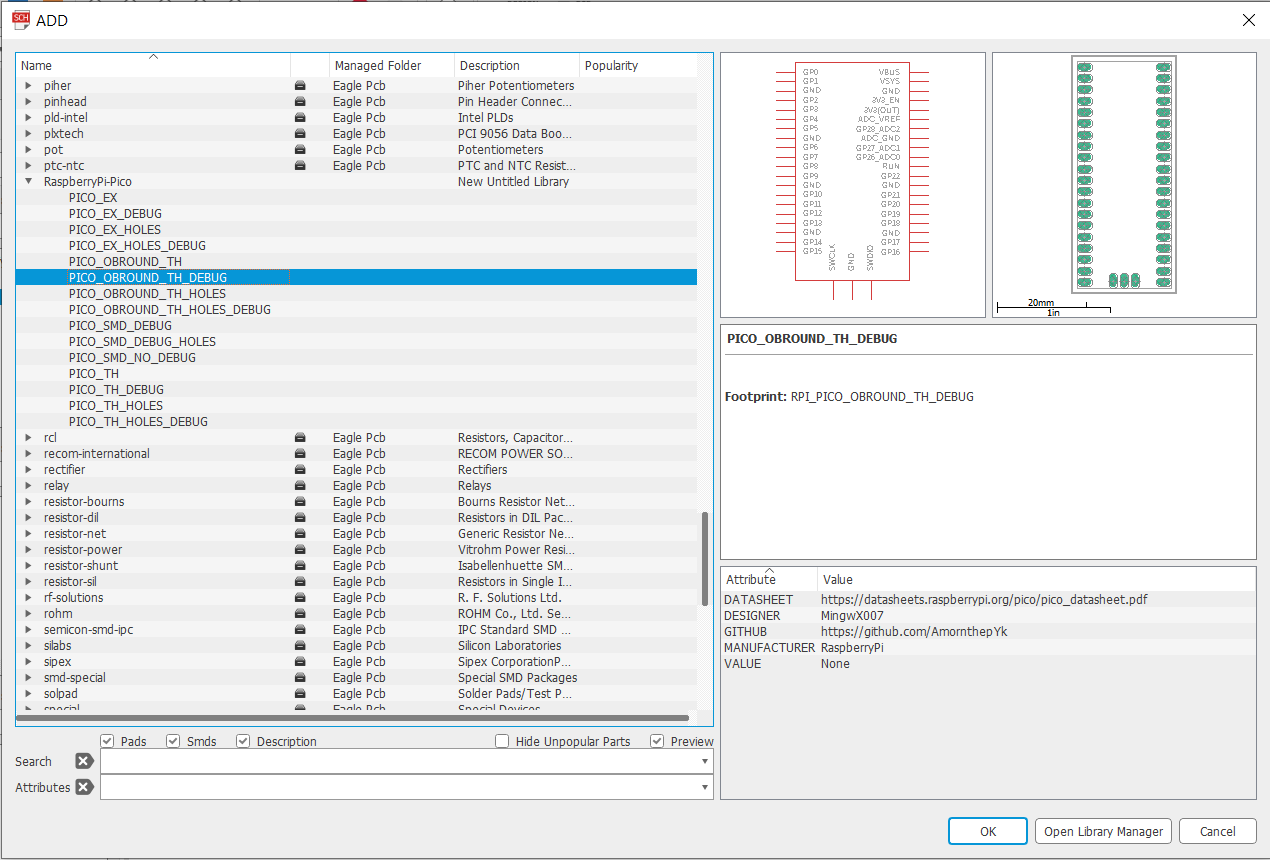 SCH ADD
Name Managed Folder Description Popularity
piher Eagle Pcb Piher Potentiometers
pinhead Eagle Pcb Pin Header Connec...
pld-intel Eagle Pcb Intel PLDs
plxtech Eagle Pcb PCI 9056 Data Boo...
pot Eagle Pcb Potentiometers
ptc-ntc Eagle Pcb PTC and NTC Resist...
RaspberryPi-Pico New Untitled Library
PICO_EX
PICO_EX_DEBUG
PICO_EX_HOLES
PICO_EX_HOLES_DEBUG
PICO_OBROUND_TH
PICO_OBROUND_TH_DEBUG
PICO_OBROUND_TH_HOLES
PICO_OBROUND_TH_HOLES_DEBUG
PICO_SMD_DEBUG
PICO_SMD_DEBUG_HOLES
PICO_SMD_NO_DEBUG
PICO_TH
PICO_TH_DEBUG
PICO_TH_HOLES
PICO_TH_HOLES_DEBUG
rcl Eagle Pcb Resistors, Capacitor...
recom-international Eagle Pcb RECOM POWER SO...
rectifier Eagle Pcb Rectifiers
relay Eagle Pcb Relays
resistor-bourns Eagle Pcb Bourns Resistor Net...
resistor-dil Eagle Pcb Resistors in DIL Pac...
resistor-net Eagle Pcb Generic Resistor Ne...
resistor-power Eagle Pcb Vitrohm Power Resi...
resistor-shunt Eagle Pcb Isabellenhuette SM...
resistor-sil Eagle Pcb Resistors in Single I...
rf-solutions Eagle Pcb R. F. Solutions Ltd.
rohm Eagle Pcb ROHM Co., Ltd. Se...
semicon-smd-ipc Eagle Pcb IPC Standard SMD ...
silabs Eagle Pcb Silicon Laboratories
sipex Eagle Pcb Sipex CorporationP...
smd-special Eagle Pcb Special SMD Packages
solpad Eagle Pcb Solder Pads/Test P...
special Eagle Pcb Special Devices
Pads Smds Description Hide Unpopular Parts Preview
Search
Attributes
GP0 VBUS
GP1 VSYS
GND GND
GP2 3V3_EN
GP3 3V3(OUT)
GP4 ADC_VREF
GP5 GP28_ADC2
GND ADC_GND
GP6 GP27_ADC1
GP7 GP26_ADC0
GP8 RUN
GP9 GP22
GND GND
GP10 GP21
GP11 GP20
GP12 GP19
GP13 GP18
GND GND
GP14 GP17
GP15 GP16
SWCLK GND SWDIO
20mm
1in
PICO_OBROUND_TH_DEBUG
Footprint: RPI_PICO_OBROUND_TH_DEBUG
Attribute Value
DATASHEET https://datasheets.raspberrypi.org/pico/pico_datasheet.pdf
DESIGNER MingwX007
GITHUB https://github.com/AmornthepYk
MANUFACTURER RaspberryPi
VALUE None
OK Open Library Manager Cancel